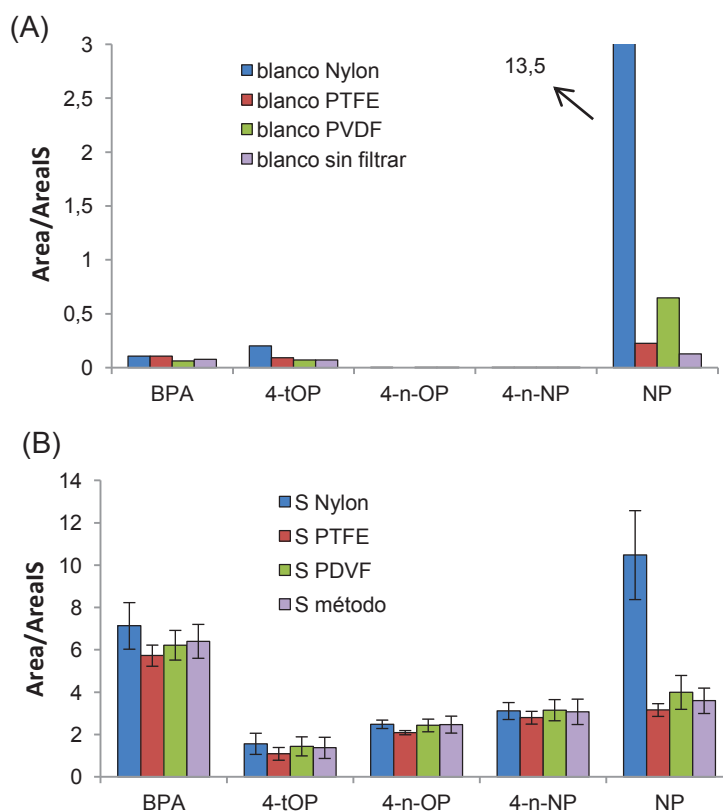 (A)
3
2,5
2
1,5
1
0,5
0
Area/AreaIS
blanco Nylon
blanco PTFE
blanco PVDF
blanco sin filtrar
13,5
BPA 4-tOP 4-n-OP 4-n-NP NP
(B)
14
12
10
8
6
4
2
0
Area/AreaIS
S Nylon
S PTFE
S PDVF
S método
BPA 4-tOP 4-n-OP 4-n-NP NP